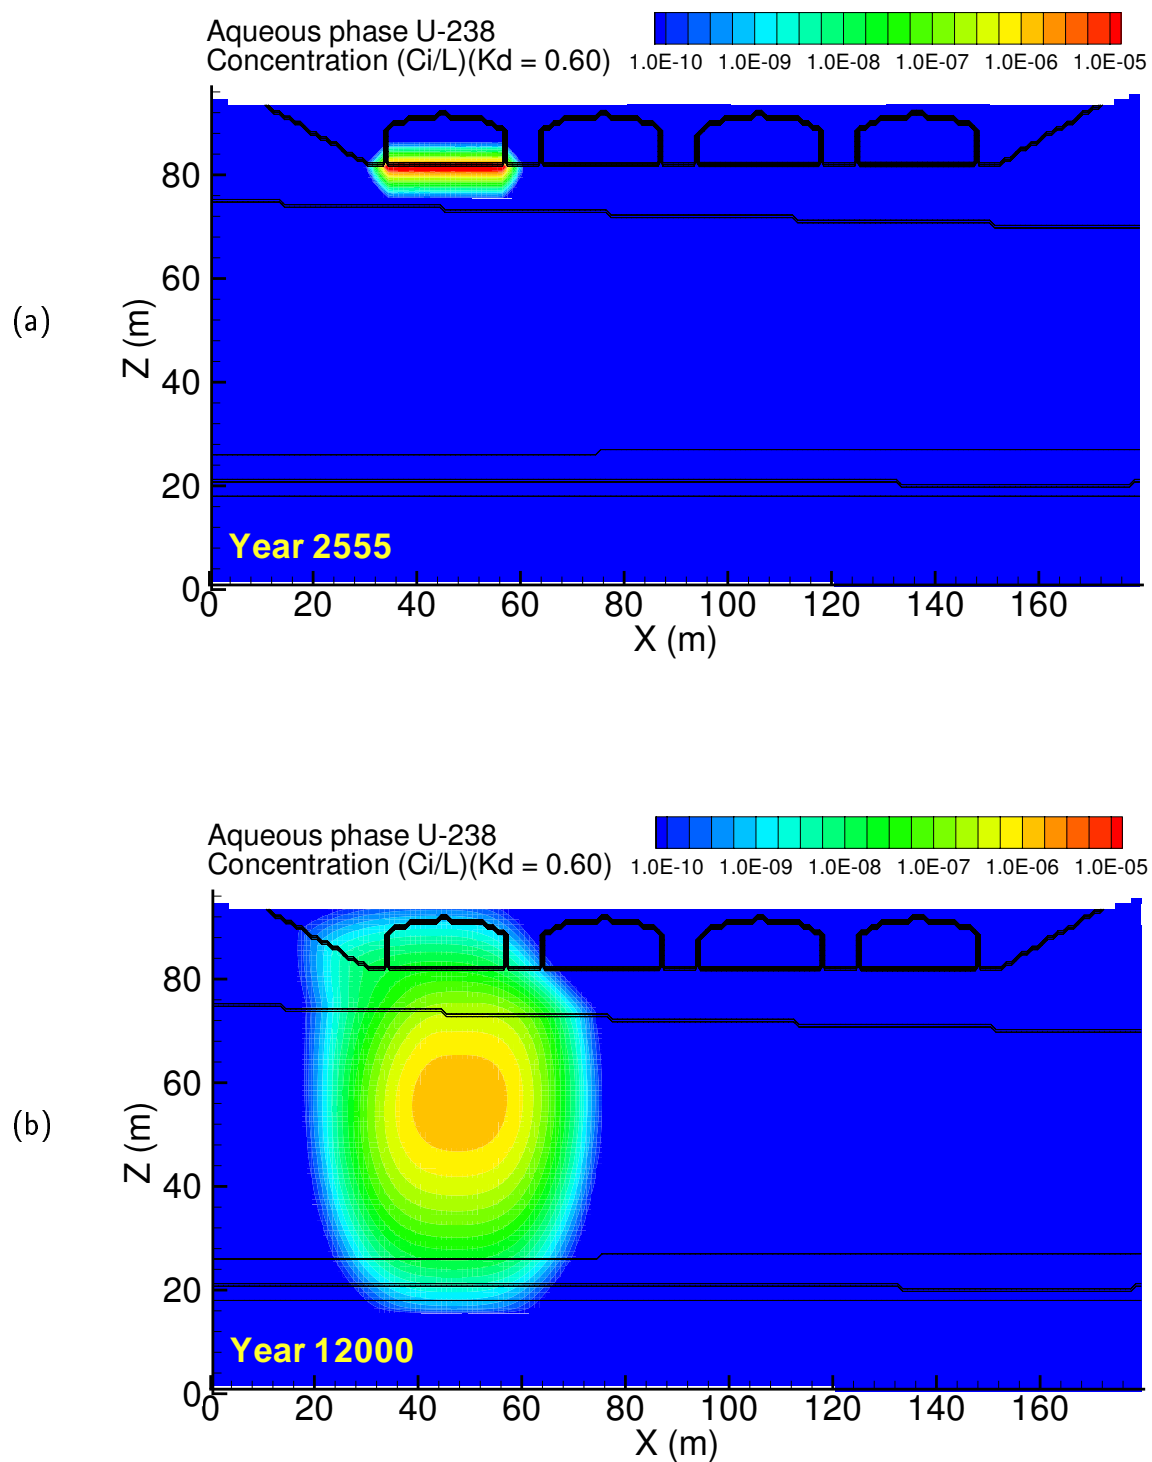 Aqueous phase U-238
Concentration (Ci/L)(Kd = 0.60)
1.0E-10 1.0E-09 1.0E-08 1.0E-07 1.0E-06 1.0E-05
80
60
(a)
Z (m)
40
20
Year 2555
0
0 20 40 60 80 100 120 140 160
X (m)
Aqueous phase U-238
Concentration (Ci/L)(Kd = 0.60)
1.0E-10 1.0E-09 1.0E-08 1.0E-07 1.0E-06 1.0E-05
80
60
(b)
Z (m)
40
20
Year 12000
0
0 20 40 60 80 100 120 140 160
X (m)